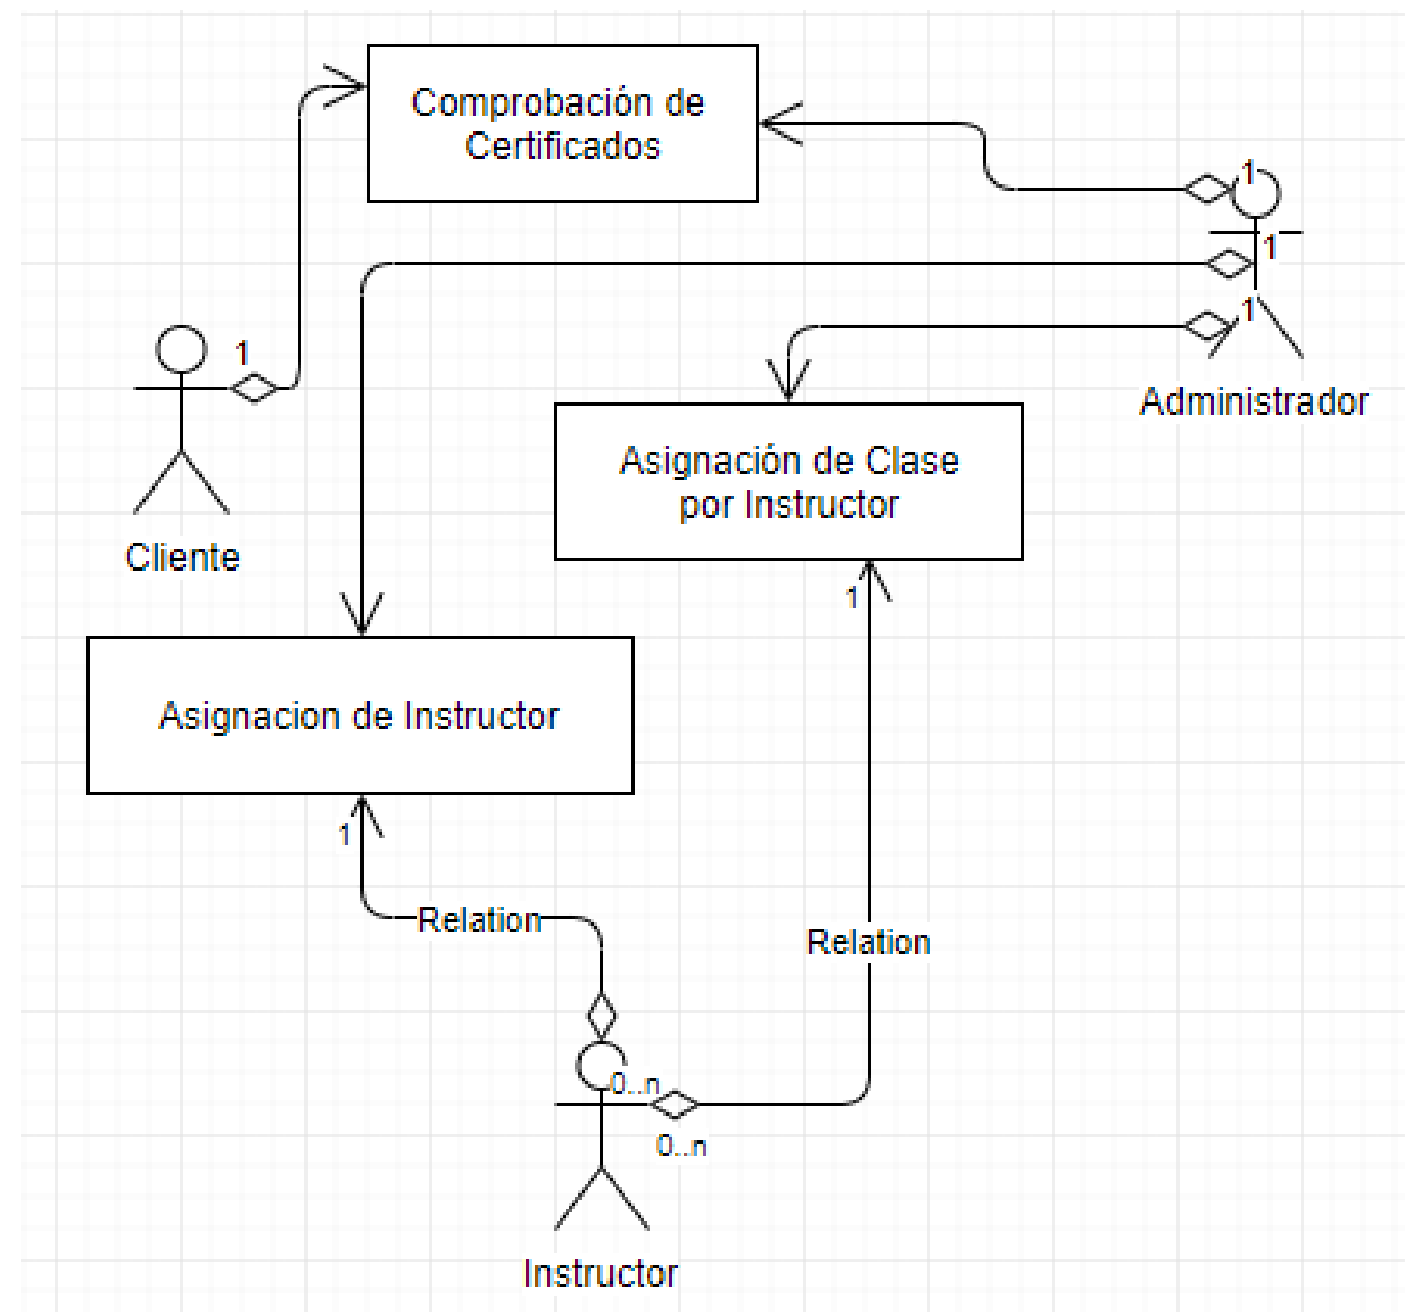 Comprobación de
Certificados
1
1
1
1
Administrador
Asignación de Clase
por Instructor
Cliente
1
Asignacion de Instructor
1
Relation
Relation
0..n
0..n
Instructor